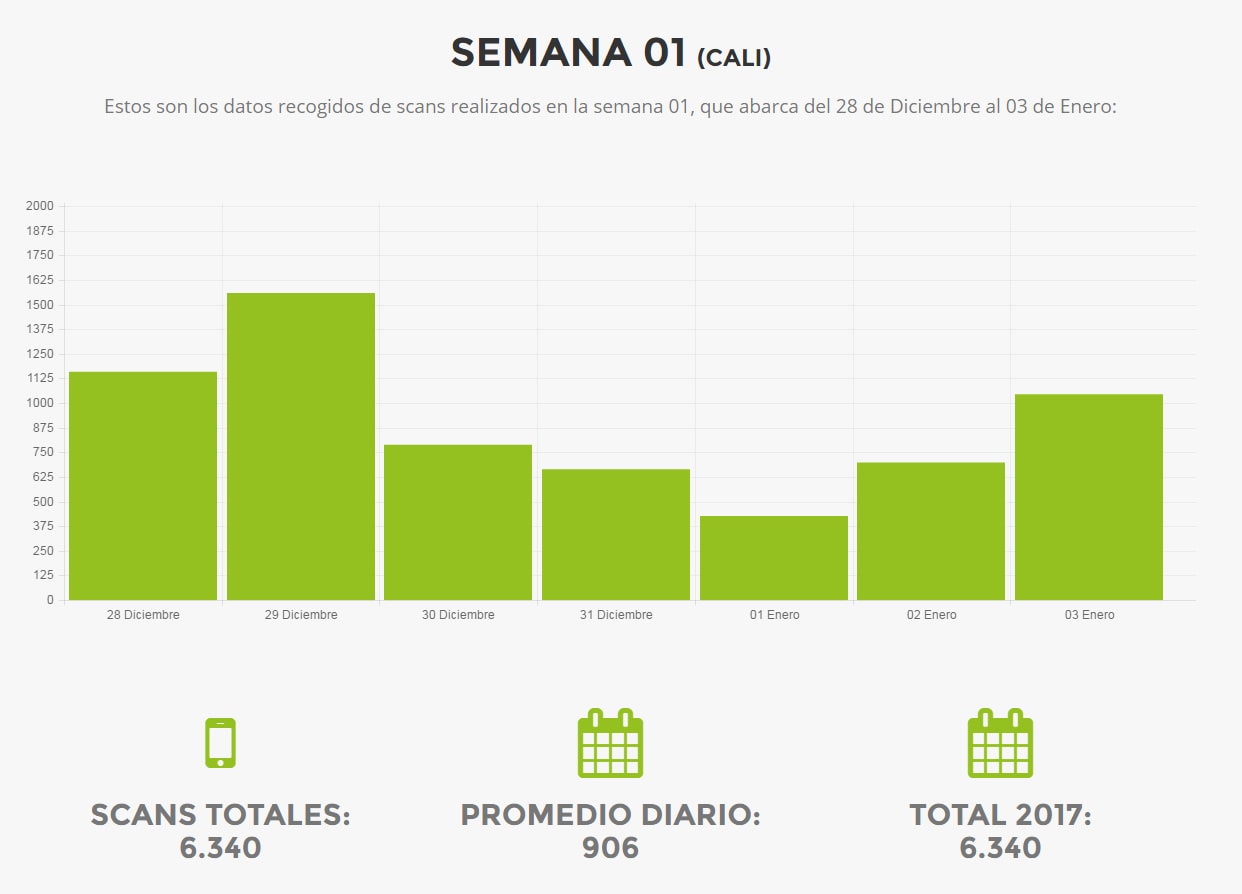 SEMANA 01 (CALI)
Estos son los datos recogidos de scans realizados en la semana 01, que abarca del 28 de Diciembre al 03 de Enero:
2000
1875
1750
1625
1500
1375
1250
1125
1000
875
750
625
500
375
250
125
0
28 Diciembre
29 Diciembre
30 Diciembre
31 Diciembre
01 Enero
02 Enero
03 Enero
SCANS TOTALES:
6.340
PROMEDIO DIARIO:
906
TOTAL 2017:
6.340